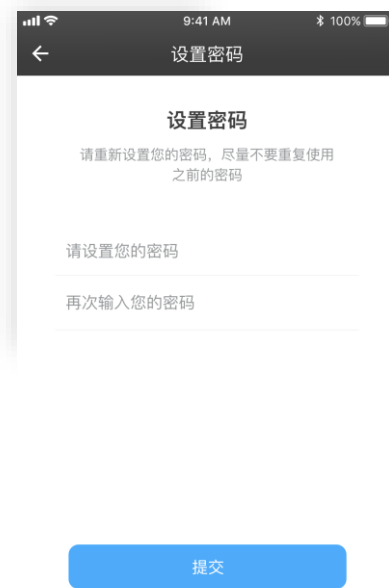 9:41 AM
100%
设置密码
设置密码
请重新设置您的密码，尽量不要重复使用
之前的密码
请设置您的密码
再次输入您的密码
提交